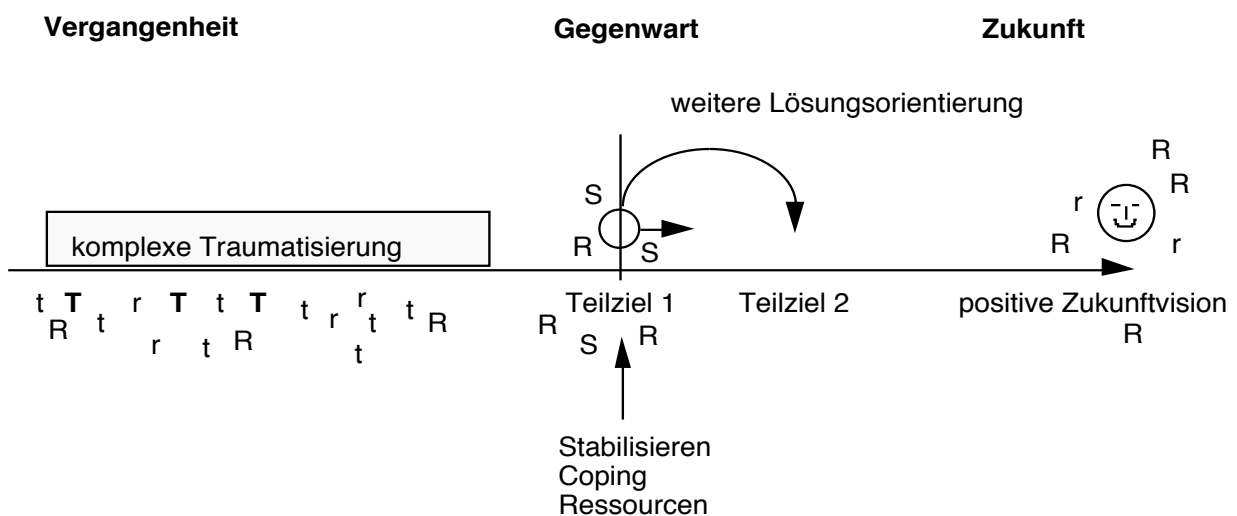 Vergangenheit Gegenwart Zukunft
weitere Lösungsorientierung
R
S R
r
komplexe Traumatisierung R S R r
t T r T t T t r t Teilziel 1 Teilziel 2 positive Zukunftvision
R t r t R R R
r t R t S R
Stabilisieren
Coping
Ressourcen